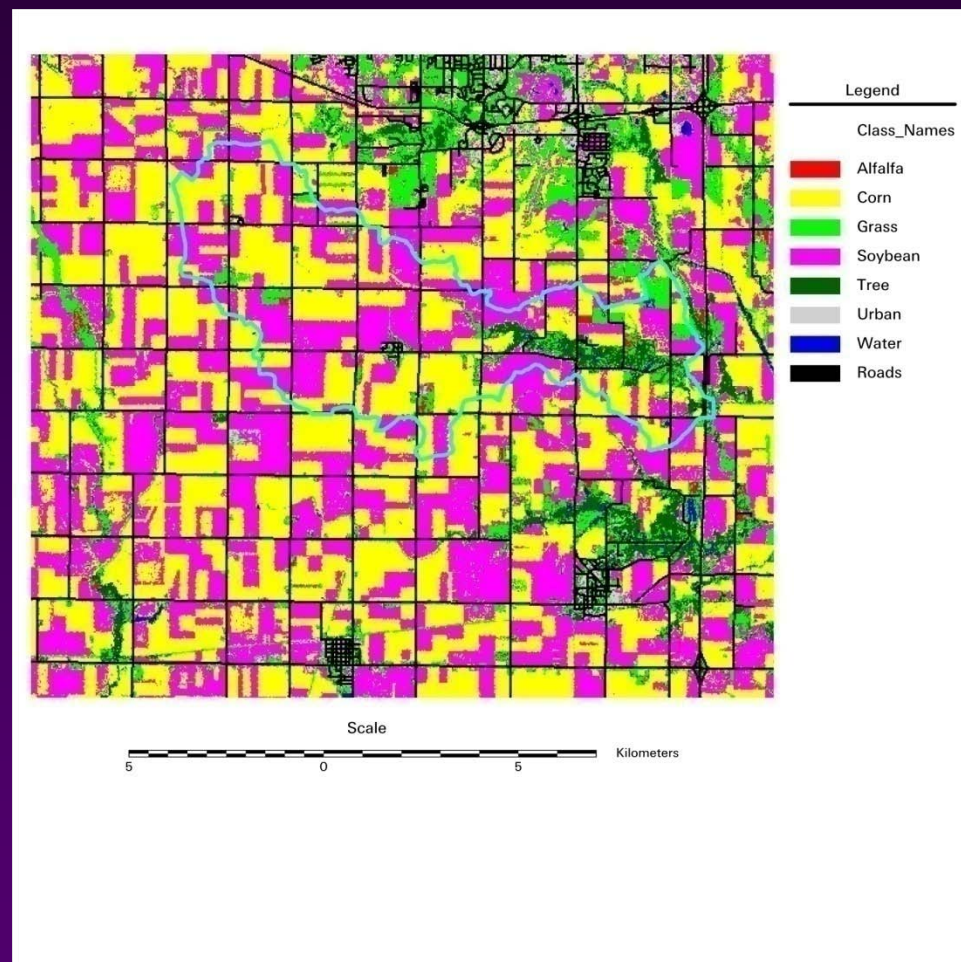 Legend
Class_Names
Alfalfa
Corn
Grass
Soybean
Tree
Urban
Water
Roads
Scale
Kilometers
5 0 5